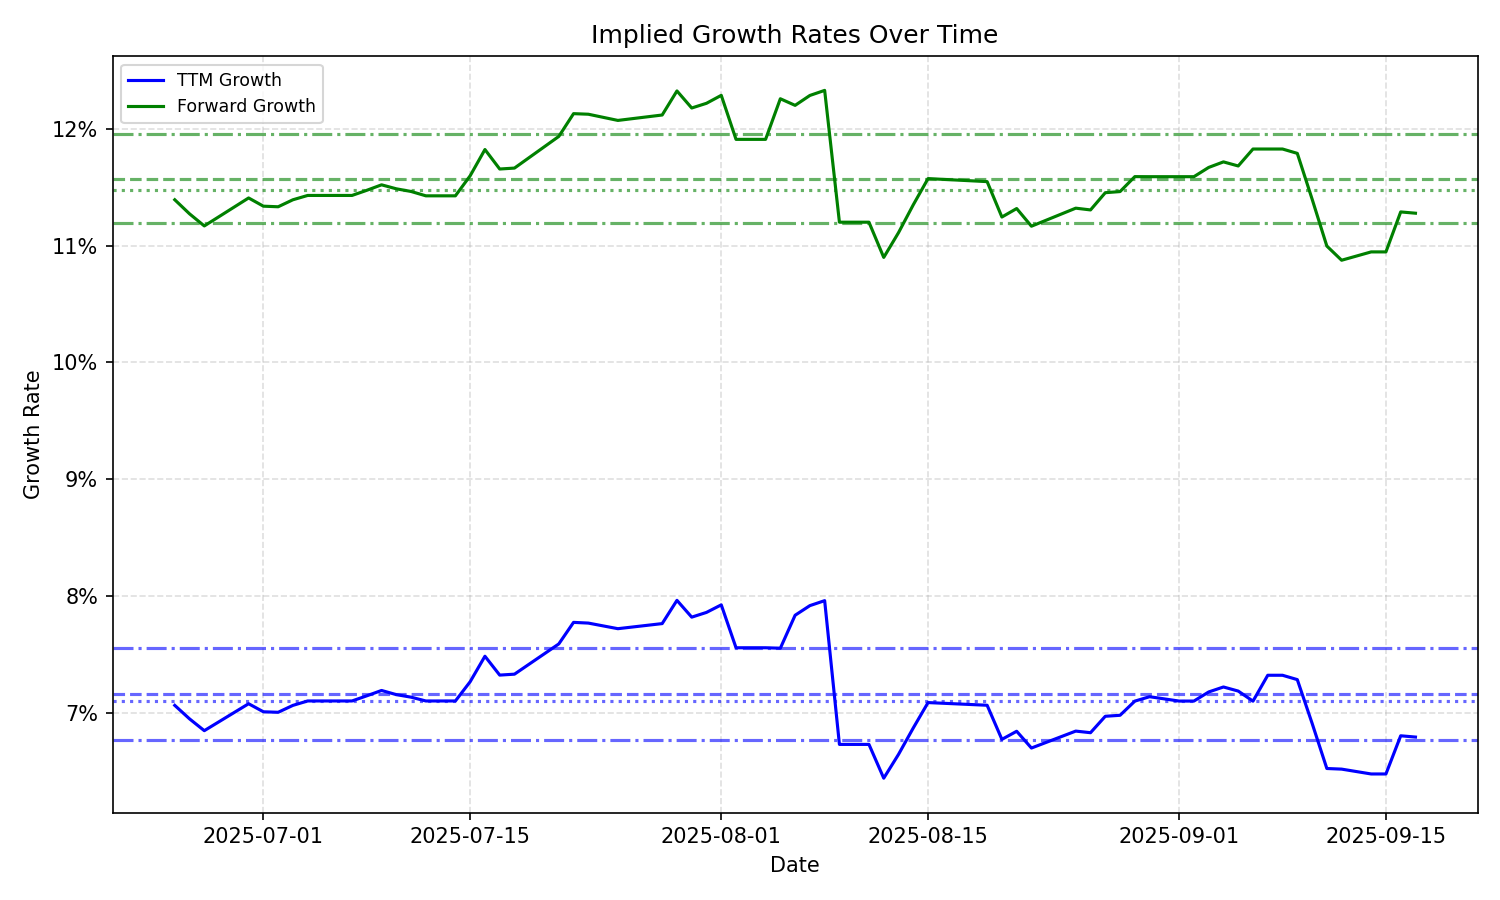 Implied Growth Rates Over Time
TTM Growth
Forward Growth
12%
11%
10%
9%
8%
7%
Growth Rate
2025-07-01
2025-07-15
2025-08-01
2025-08-15
2025-09-01
2025-09-15
Date